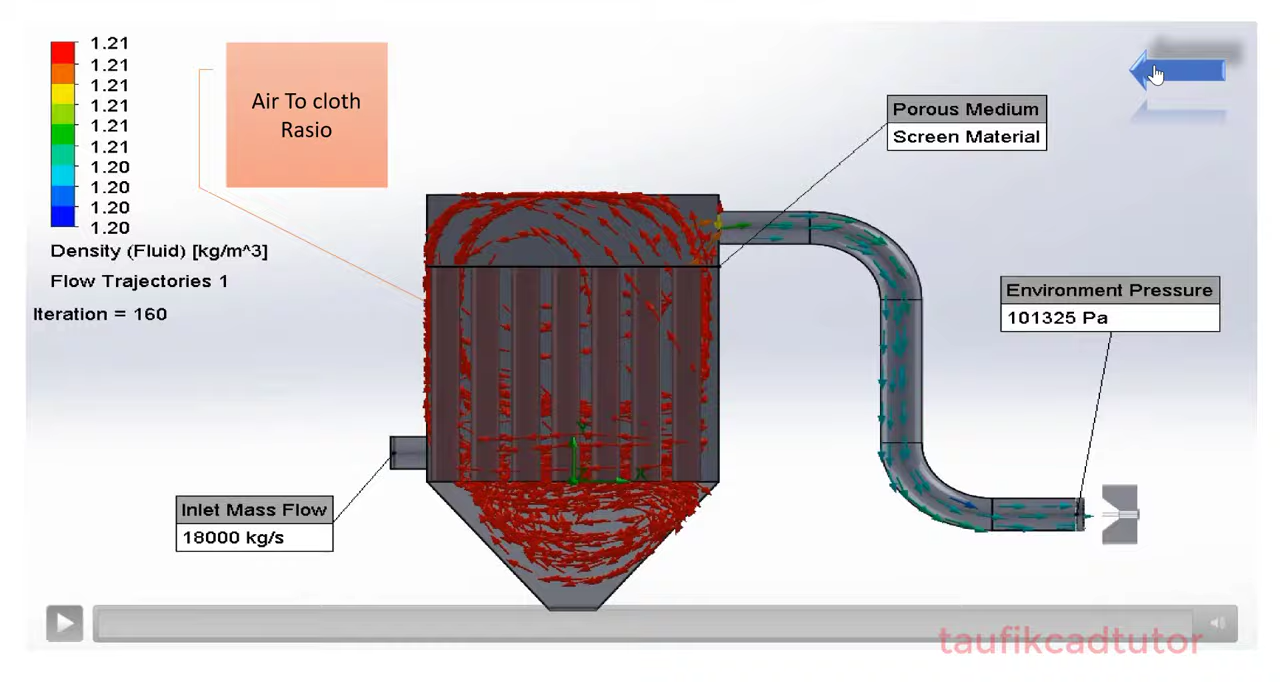 1.21
1.21
1.21
1.21
1.21
1.21
1.20
1.20
1.20
1.20
Density (Fluid) [kg/m^3]
Flow Trajectories 1
Iteration = 160
Air To cloth
Rasio
Porous Medium
Screen Material
Environment Pressure
101325 Pa
Inlet Mass Flow
18000 kg/s
Y
X
taufikcadtutor